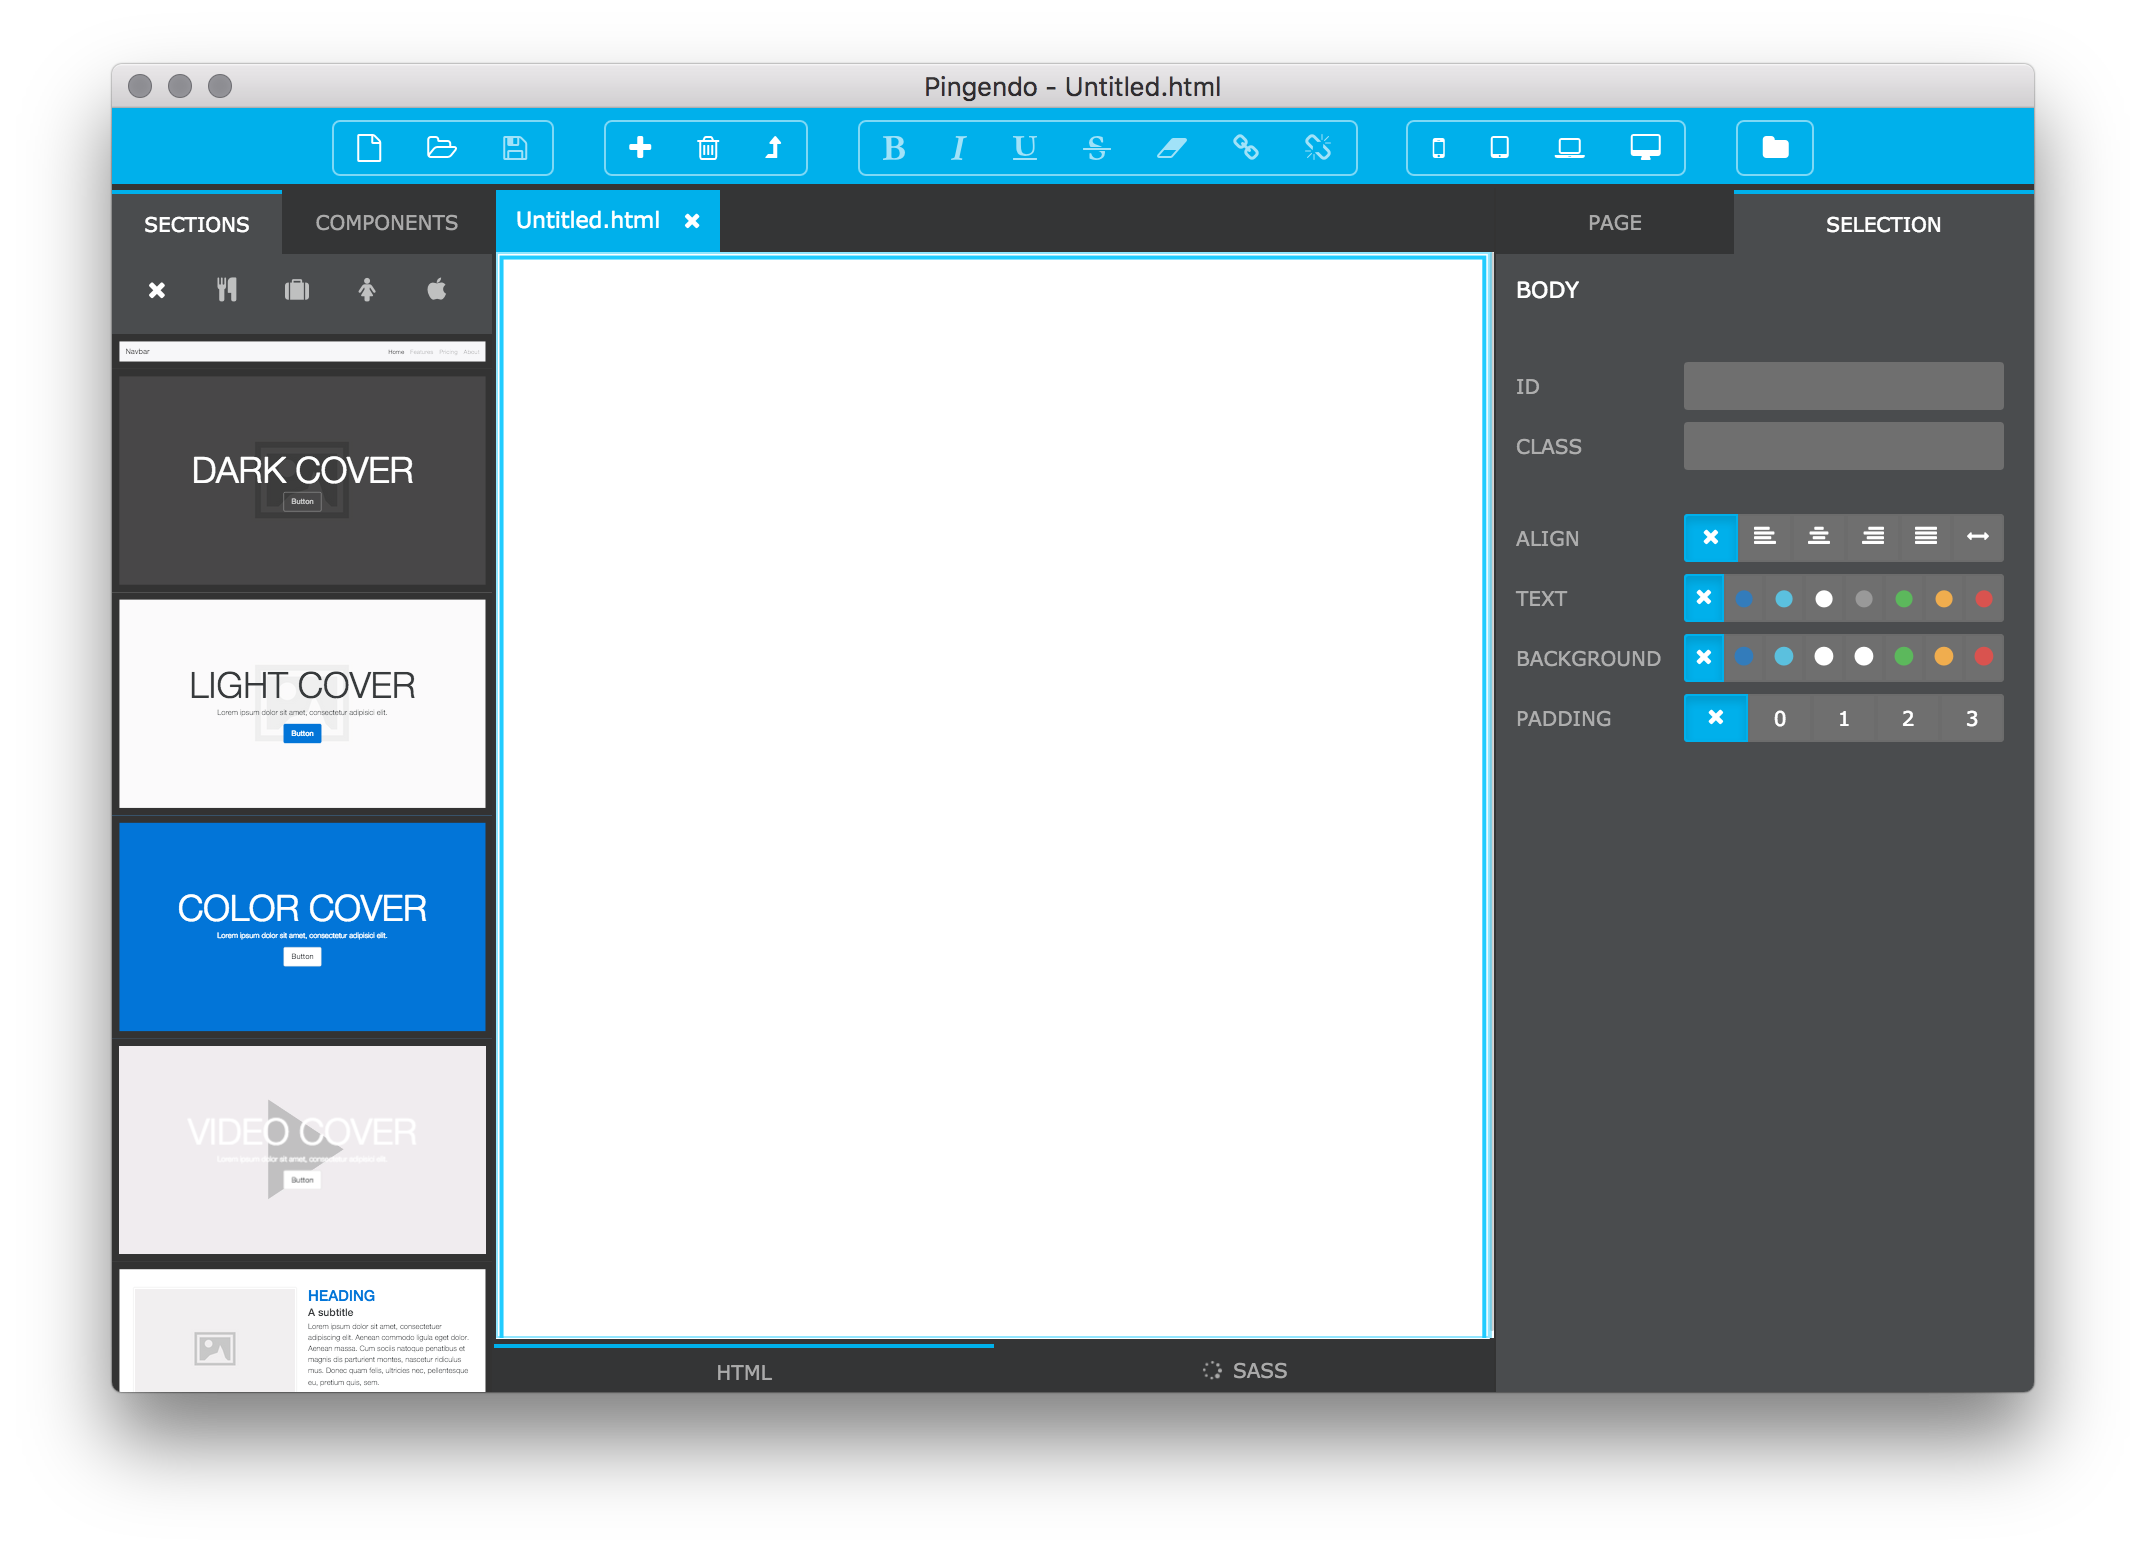 Pingendo - Untitled.html
B I U S
SECTIONS
COMPONENTS
Untitled.html
PAGE
SELECTION
Navbar
Home Features Pricing About
DARK COVER
Button
LIGHT COVER
Lorem ipsum dolor sit amet, consectetur adipisici elit.
Button
COLOR COVER
Lorem ipsum dolor sit amet, consectetur adipisici elit.
Button
VIDEO COVER
Lorem ipsum dolor sit amet, consectetur adipisici elit.
Button
HEADING
A subtitle
Lorem ipsum dolor sit amet, consectetuer
adipiscing elit. Aenean commodo ligula eget dolor.
Aenean massa. Cum sociis natoque penatibus et
magnis dis parturient montes, nascetur ridiculus
mus. Donec quam felis, ultricies nec, pellentesque
eu, pretium quis, sem.
HTML
SASS
BODY
ID
CLASS
ALIGN
TEXT
BACKGROUND
PADDING
0 1 2 3